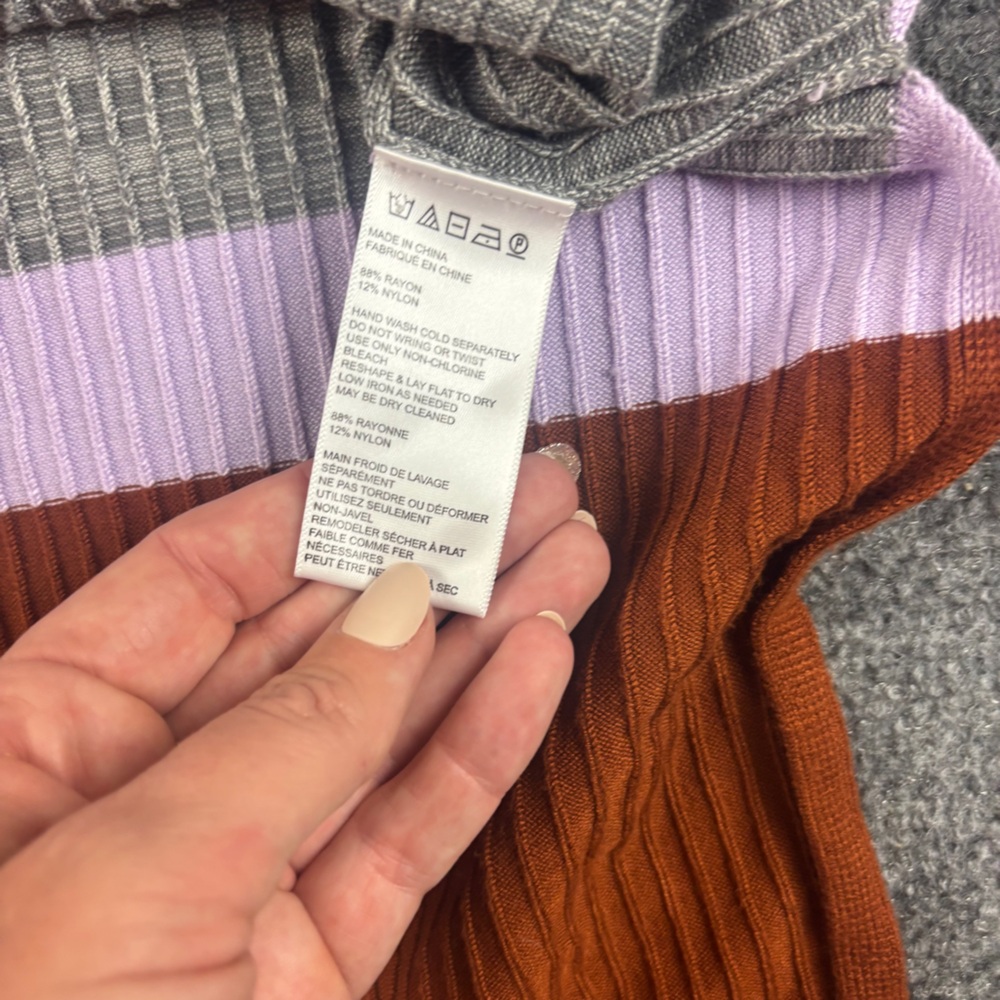 P
MADE IN CHINA
FABRIQUÉ EN CHINE
88% RAYON
12% NYLON
HAND WASH COLD SEPARATELY
DO NOT WRING OR TWIST
USE ONLY NON-CHLORINE
BLEACH
RESHAPE & LAY FLAT TO DRY
LOW IRON AS NEEDED
MAY BE DRY CLEANED
88% RAYONNE
12% NYLON
MAIN FROID DE LAVAGE
SÉPARÉMENT
NE PAS TORDRE OU DÉFORMER
UTILISEZ SEULEMENT
NON-JAVEL
REMODELER SÉCHER À PLAT
FAIBLE COMME FER
NÉCESSAIRES
PEUT ÊTRE À SEC